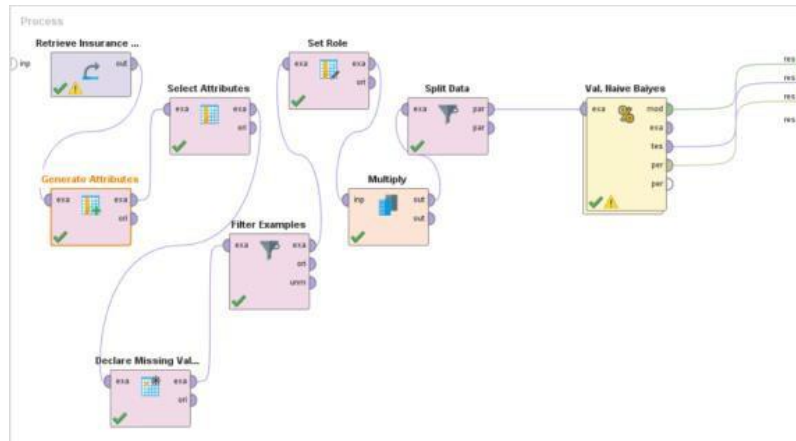 Process
inp
Retrieve Insurance ...
out
res
res
res
res
Generate Attributes
exa
exa
ori
Select Attributes
exa
exa
ori
Declare Missing Val...
exa
exa
ori
Filter Examples
exa
exa
ori
unm
Set Role
exa
exa
ori
Multiply
inp
out
out
Split Data
exa
par
par
Val. Naive Baiyes
exa
mod
exa
tes
per
per